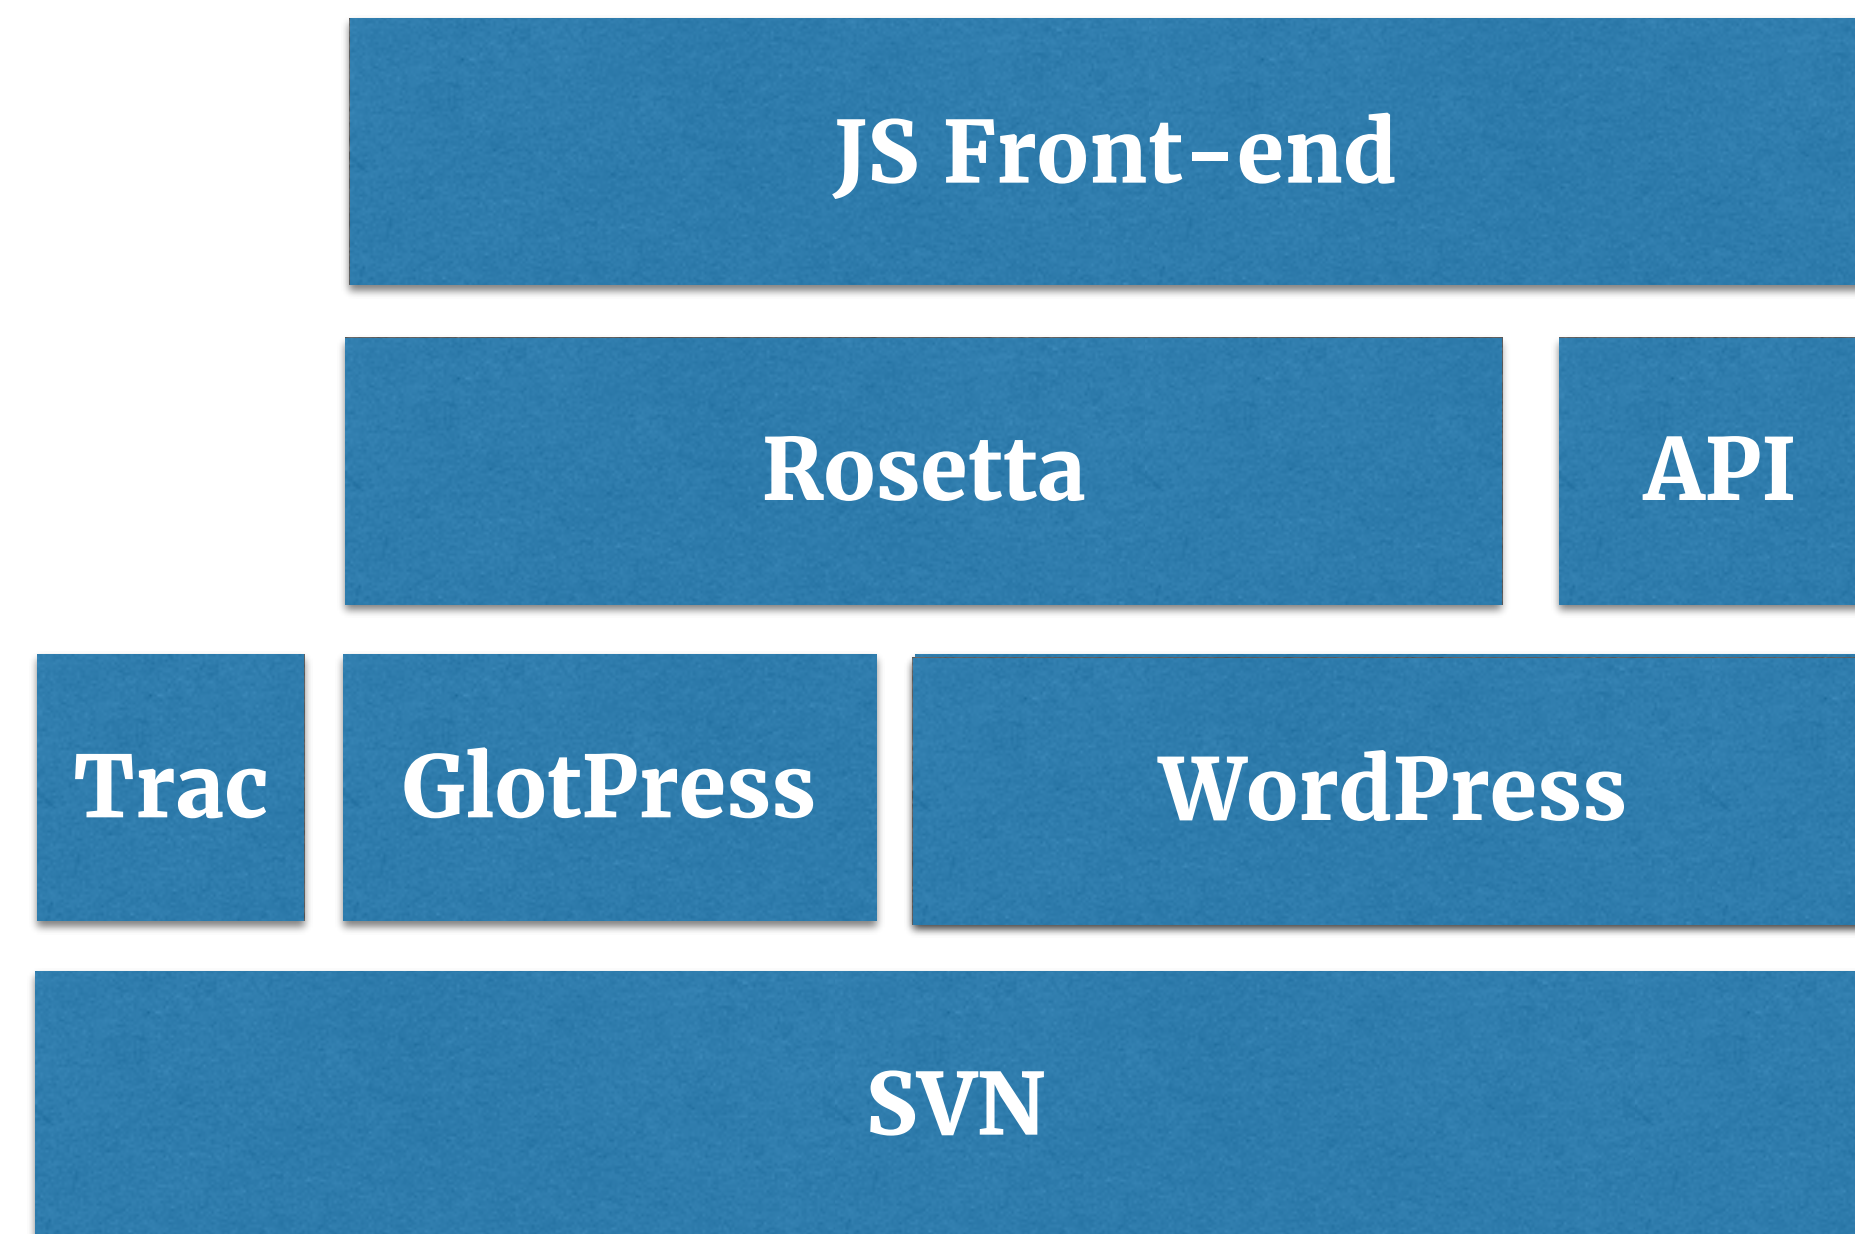 JS Front-end
Rosetta
API
Trac
GlotPress
WordPress
SVN